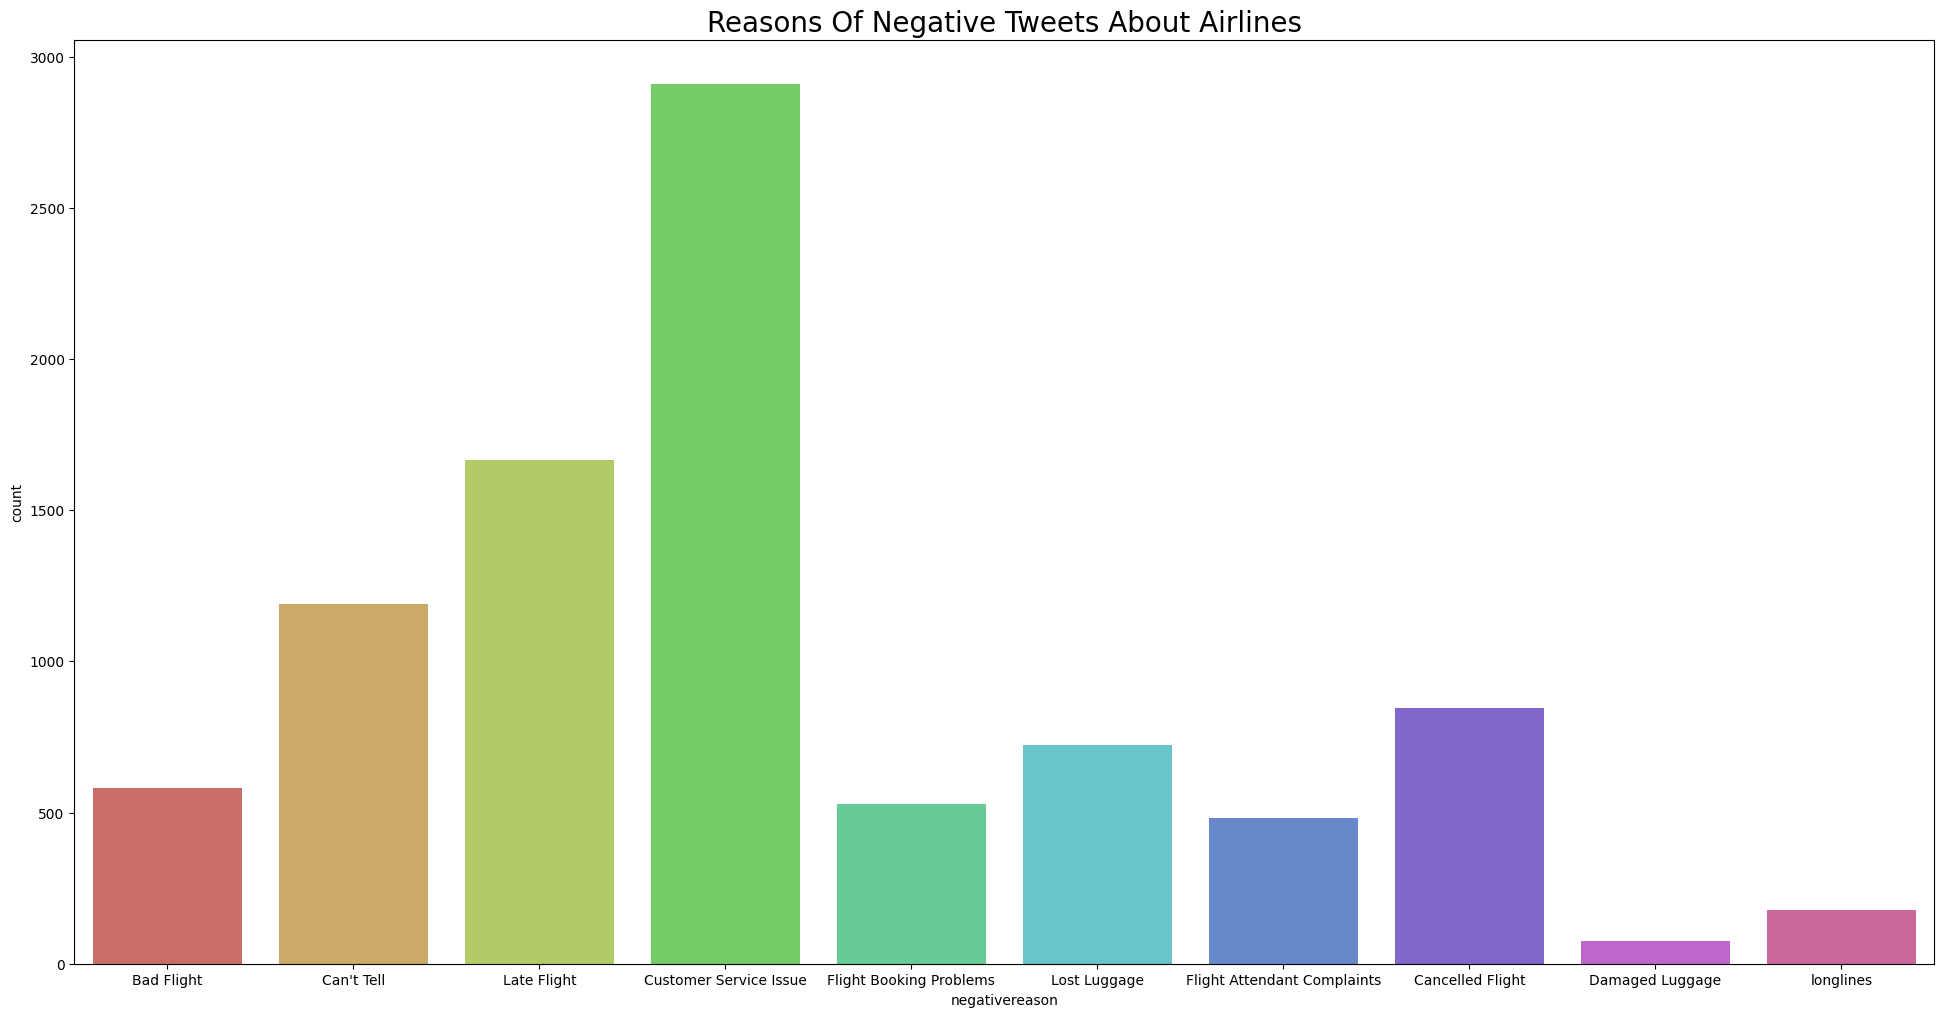 Reasons Of Negative Tweets About Airlines
3000
2500
2000
1500
1000
500
0
count
Bad Flight
Can't Tell
Late Flight
Customer Service Issue
Flight Booking Problems
Lost Luggage
Flight Attendant Complaints
Cancelled Flight
Damaged Luggage
longlines
negativereason